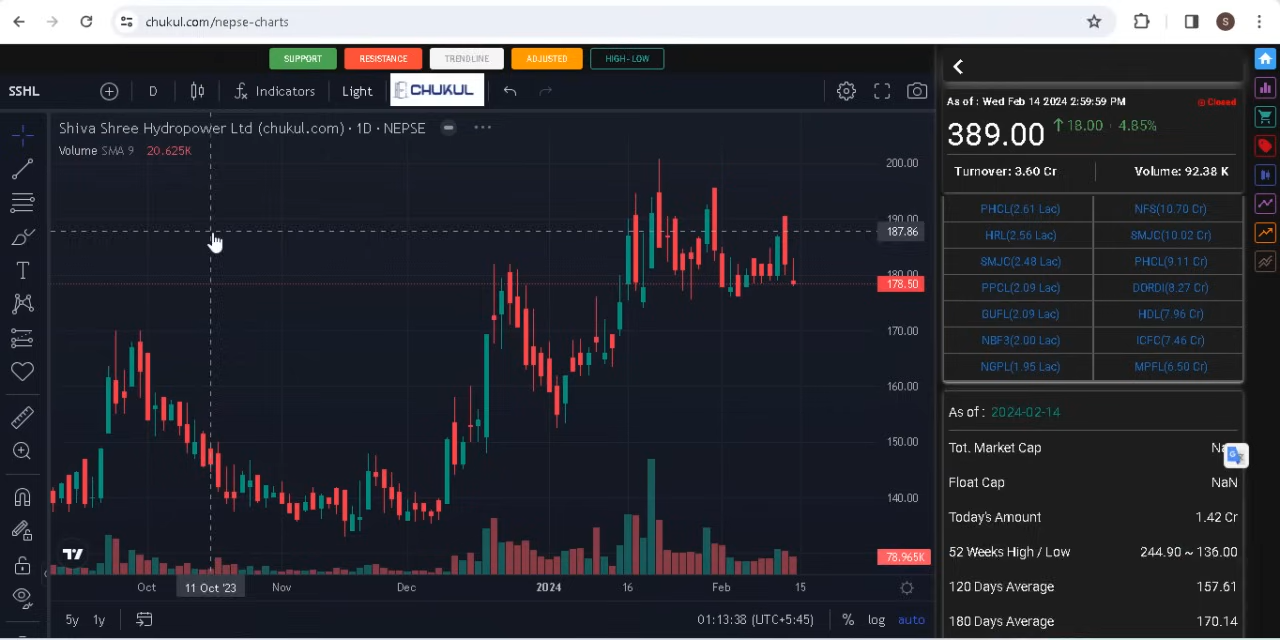 chukul.com/nepse-charts
S
SUPPORT RESISTANCE TRENDLINE ADJUSTED HIGH-LOW
SSHL D Indicators Light CHUKUL
Shiva Shree Hydropower Ltd (chukul.com) · 1D · NEPSE
Volume SMA 9 20.625K
200.00
190.00
187.86
180.00
178.50
170.00
160.00
150.00
140.00
78.965K
Oct 11 Oct '23 Nov Dec 2024 16 Feb 15
5y 1y 01:13:38 (UTC+5:45) % log auto
As of : Wed Feb 14 2024 2:59:59 PM Closed
389.00 ↑18.00 4.85%
Turnover: 3.60 Cr Volume: 92.38 K
PHCL(2.61 Lac) NFS(10.70 Cr)
HRL(2.56 Lac) SMJC(10.02 Cr)
SMJC(2.48 Lac) PHCL(9.11 Cr)
PPCL(2.09 Lac) DORDI(8.27 Cr)
GUFL(2.09 Lac) HDL(7.96 Cr)
NBF3(2.00 Lac) ICFC(7.46 Cr)
NGPL(1.95 Lac) MPFL(6.50 Cr)
As of : 2024-02-14
Tot. Market Cap
Float Cap NaN
Today's Amount 1.42 Cr
52 Weeks High / Low 244.90 ~ 136.00
120 Days Average 157.61
180 Days Average 170.14